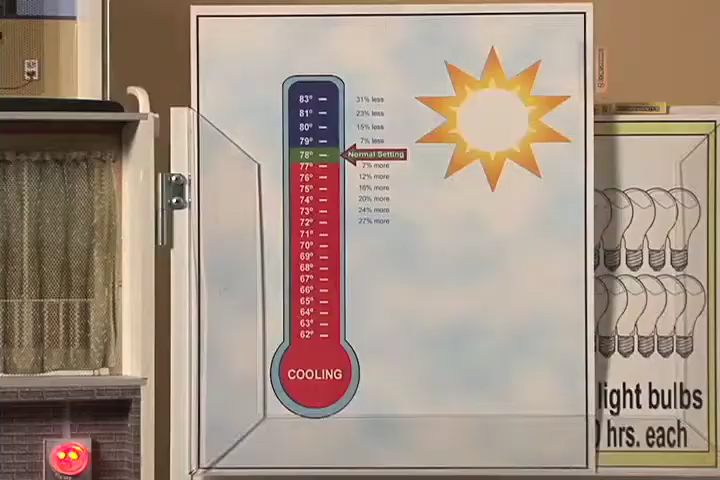 83° 31% less
81° 23% less
80° 15% less
79° 7% less
78° Normal Setting
77° 7% more
76° 12% more
75° 16% more
74° 20% more
73° 24% more
72° 27% more
71°
70°
69°
68°
67°
66°
65°
64°
63°
62°
COOLING
light bulbs
hrs. each